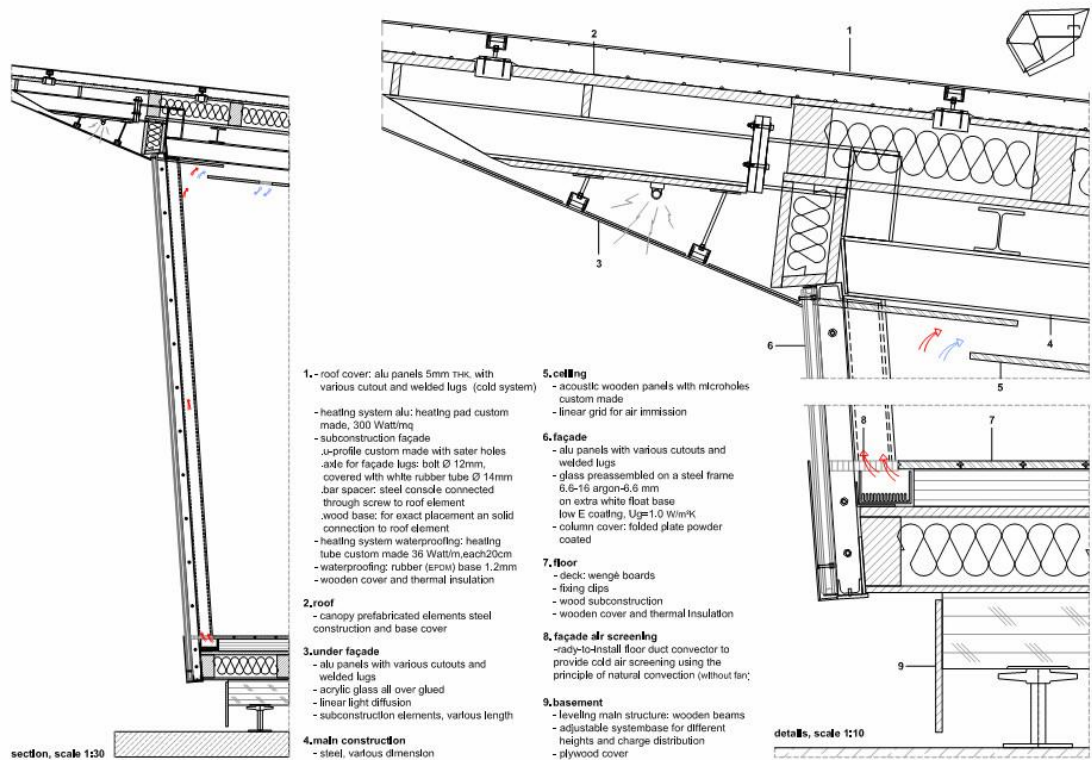 1
2
3
4
5
6
7
8
9
1. - roof cover: alu panels 5mm THK, with
various cutout and welded lugs (cold system)
- heating system alu: heating pad custom
made, 300 Watt/mq
- subconstruction façade
.u-profile custom made with sater holes
.axle for façade lugs: bolt Ø 12mm,
covered with white rubber tube Ø 14mm
.bar spacer: steel console connected
through screw to roof element
.wood base: for exact placement an solid
connection to roof element
- heating system waterproofing: heating
tube custom made 36 Watt/m,each20cm
- waterproofing: rubber (EPDM) base 1.2mm
- wooden cover and thermal insulation
2.roof
- canopy prefabricated elements steel
construction and base cover
3.under façade
- alu panels with various cutouts and
welded lugs
- acrylic glass all over glued
- linear light diffusion
- subconstruction elements, various length
4.main construction
- steel, various dimension
5.ceiling
- acoustic wooden panels with microholes
custom made
- linear grid for air immission
6.façade
- alu panels with various cutouts and
welded lugs
- glass preassembled on a steel frame
6.6-16 argon-6.6 mm
on extra white float base
low E coating, Ug=1.0 W/m²K
- column cover: folded plate powder
coated
7.floor
- deck: wengé boards
- fixing clips
- wood subconstruction
- wooden cover and thermal insulation
8.façade air screening
-rady-to-install floor duct convector to
provide cold air screening using the
principle of natural convection (without fan)
9.basement
- leveling main structure: wooden beams
- adjustable systembase for different
heights and charge distribution
- plywood cover
section, scale 1:30
details, scale 1:10